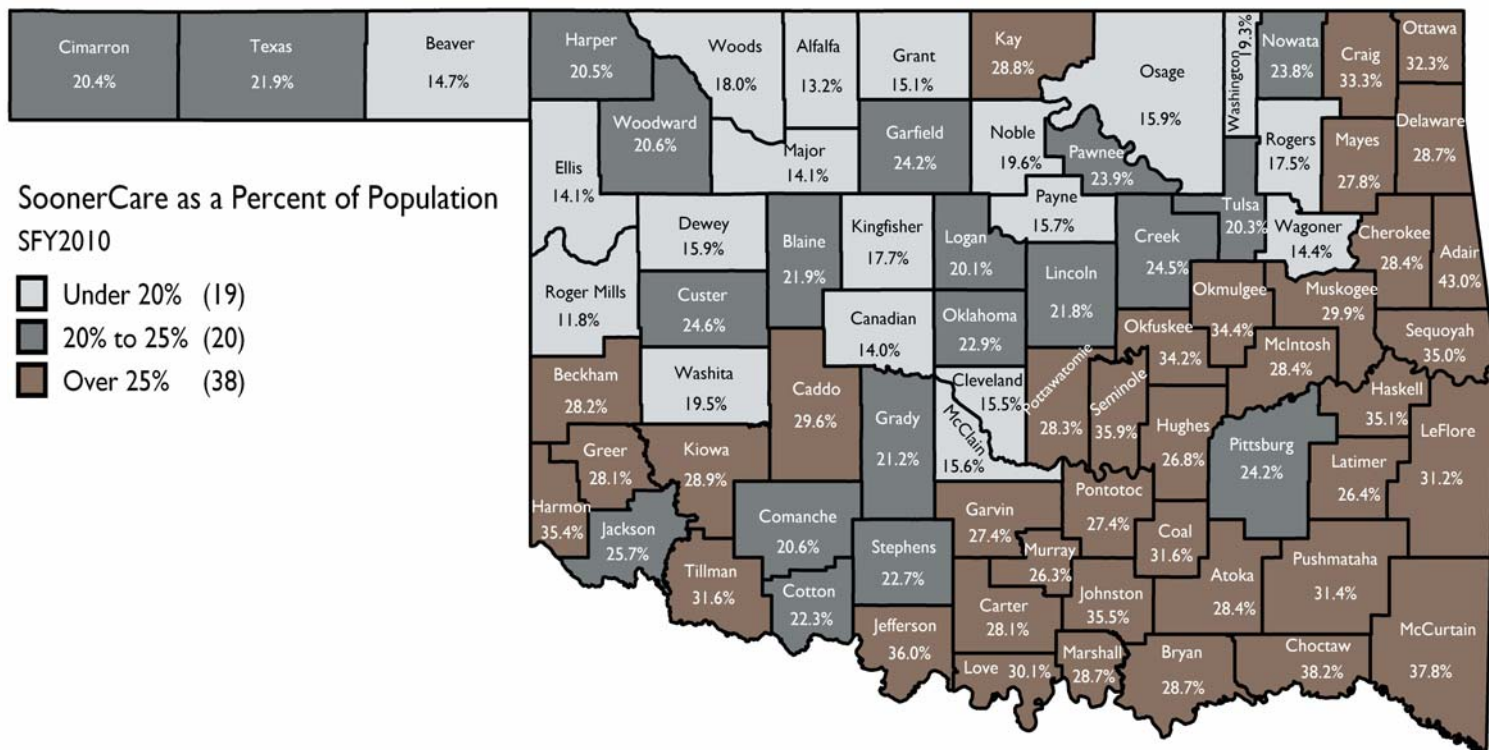 Cimarron
20.4%
Texas
21.9%
Beaver
14.7%
Harper
20.5%
Woods
18.0%
Alfalfa
13.2%
Grant
15.1%
Kay
28.8%
Osage
15.9%
Washington
19.3%
Nowata
23.8%
Craig
33.3%
Ottawa
32.3%
Woodward
20.6%
Ellis
14.1%
Major
14.1%
Garfield
24.2%
Noble
19.6%
Pawnee
23.9%
Rogers
17.5%
Mayes
27.8%
Delaware
28.7%
SoonerCare as a Percent of Population
SFY2010
Under 20% (19)
20% to 25% (20)
Over 25% (38)
Dewey
15.9%
Blaine
21.9%
Kingfisher
17.7%
Logan
20.1%
Payne
15.7%
Lincoln
21.8%
Creek
24.5%
Tulsa
20.3%
Wagoner
14.4%
Cherokee
28.4%
Adair
43.0%
Roger Mills
11.8%
Custer
24.6%
Canadian
14.0%
Oklahoma
22.9%
Okfuskee
34.2%
Okmulgee
34.4%
Muskogee
29.9%
McIntosh
28.4%
Sequoyah
35.0%
Beckham
28.2%
Washita
19.5%
Caddo
29.6%
Grady
21.2%
Cleveland
15.5%
McClain
15.6%
Pottawatomie
28.3%
Seminole
35.9%
Hughes
26.8%
Pittsburg
24.2%
Haskell
35.1%
Latimer
26.4%
LeFlore
31.2%
Greer
28.1%
Kiowa
28.9%
Harmon
35.4%
Jackson
25.7%
Tillman
31.6%
Comanche
20.6%
Cotton
22.3%
Stephens
22.7%
Garvin
27.4%
Murray
26.3%
Pontotoc
27.4%
Coal
31.6%
Johnston
35.5%
Atoka
28.4%
Pushmataha
31.4%
McCurtain
37.8%
Jefferson
36.0%
Carter
28.1%
Love 30.1%
Marshall
28.7%
Bryan
28.7%
Choctaw
38.2%